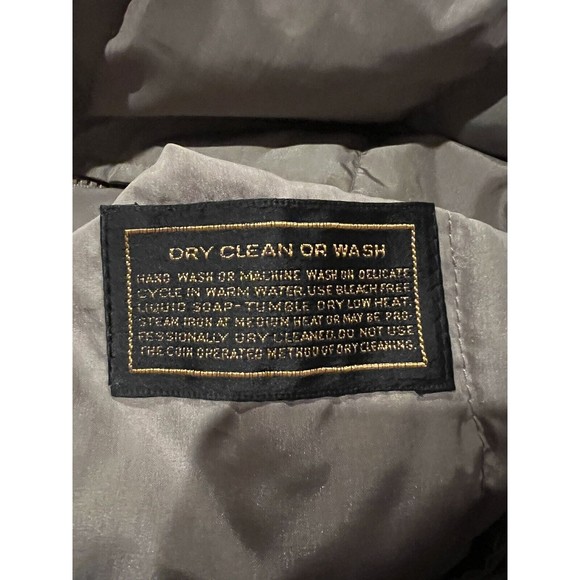 DRY CLEAN OR WASH
HAND WASH OR MACHINE WASH ON DELICATE
CYCLE IN WARM WATER. USE BLEACH FREE
LIQUID SOAP- TUMBLE DRY LOW HEAT.
STEAM IRON AT MEDIUM HEAT OR MAY BE PRO-
FESSIONALLY DRY CLEANED. DO NOT USE
THE COIN OPERATED METHOD OF DRY CLEANING.